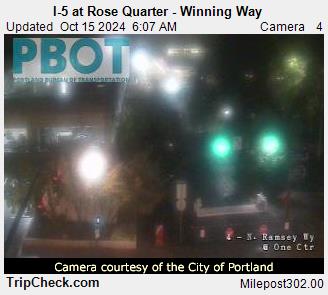 I-5 at Rose Quarter - Winning Way
Updated Oct 15 2024 6:07 AM Camera 4
PBOT
PORTLAND BUREAU OF TRANSPORTATION
4 - N. Ramsey Wy
@ One Ctr
Camera courtesy of the City of Portland
TripCheck.com Milepost302.00